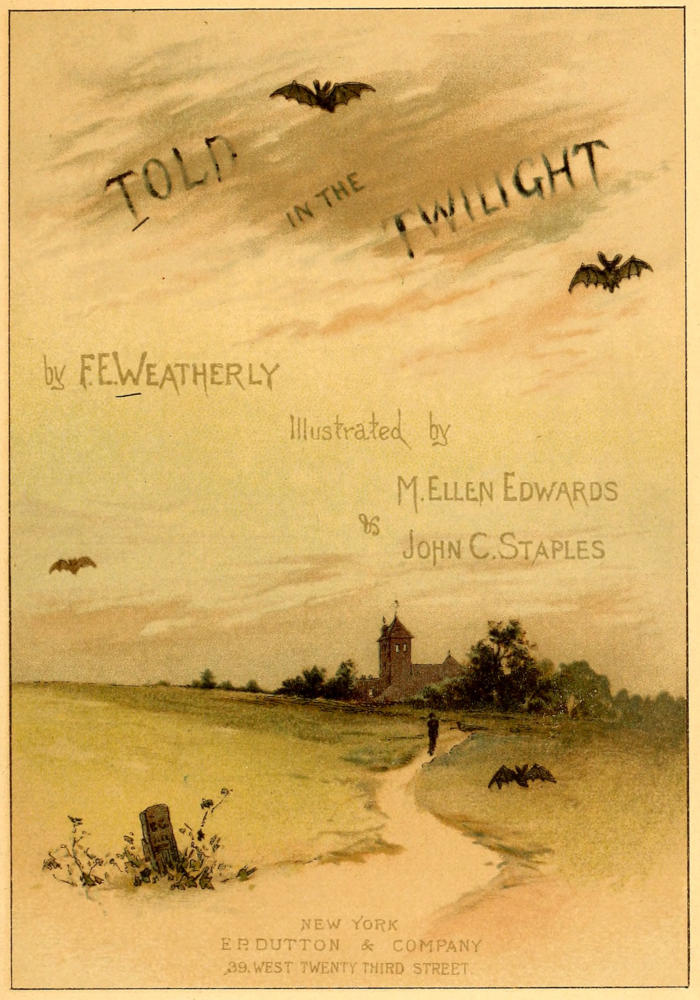 TOLD IN THE TWILIGHT
by F.E.WEATHERLY
Illustrated by
M.ELLEN EDWARDS
&
JOHN C.STAPLES
NEW YORK
E.P.DUTTON & COMPANY
39.WEST TWENTY THIRD STREET.